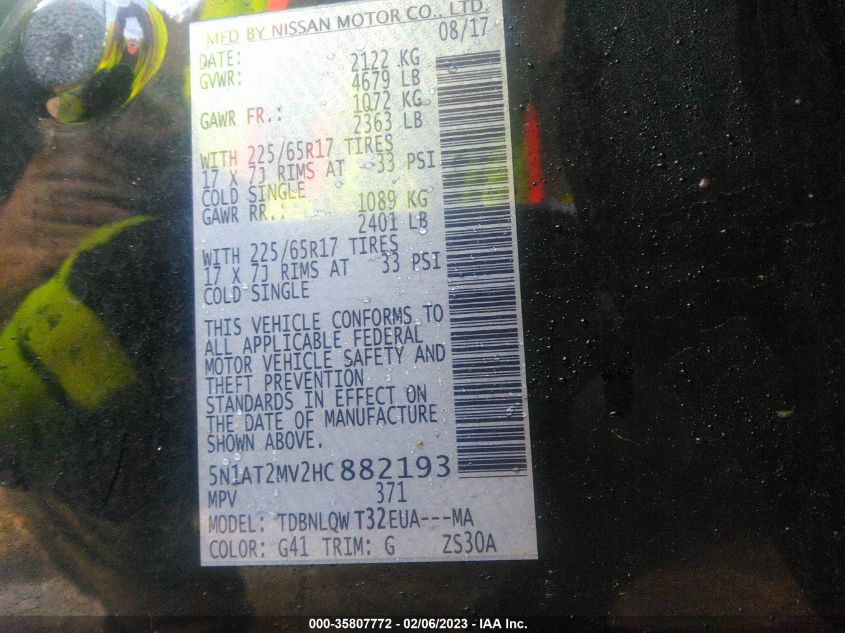 MFD BY NISSAN MOTOR CO., LTD.
DATE: 08/17
GVWR: 2122 KG
4679 LB
GAWR FR.: 1072 KG
2363 LB
WITH 225/65R17 TIRES
17 X 7J RIMS AT 33 PSI
COLD SINGLE
GAWR RR.: 1089 KG
2401 LB
WITH 225/65R17 TIRES
17 X 7J RIMS AT 33 PSI
COLD SINGLE
THIS VEHICLE CONFORMS TO
ALL APPLICABLE FEDERAL
MOTOR VEHICLE SAFETY AND
THEFT PREVENTION
STANDARDS IN EFFECT ON
THE DATE OF MANUFACTURE
SHOWN ABOVE.
5N1AT2MV2HC882193
MPV 371
MODEL: TDBNLQWT32EUA---MA
COLOR: G41 TRIM: G ZS30A
000-35807772 - 02/06/2023 - IAA Inc.